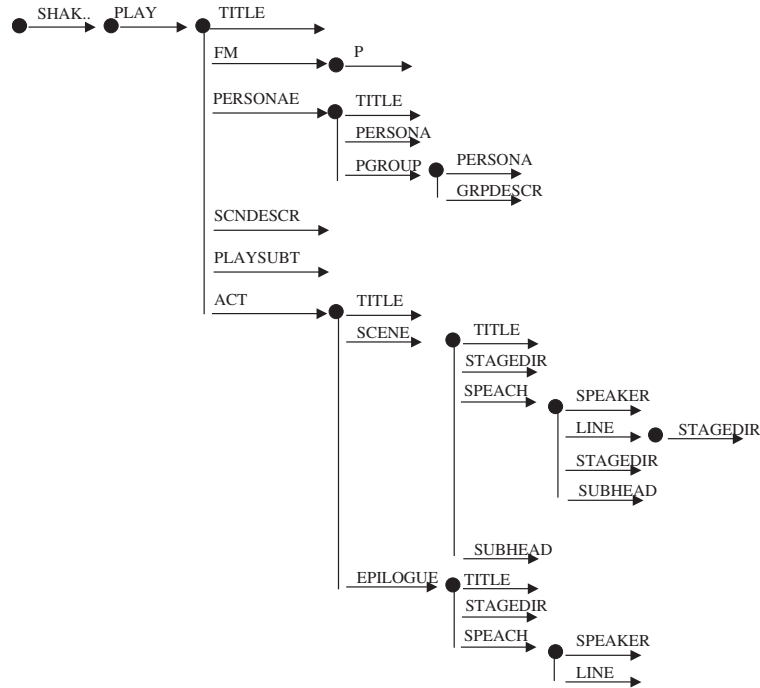 SHAK.. PLAY TITLE
FM P
PERSONAE TITLE
PERSONA
PGROUP PERSONA
GRPDESCR
SCNDESCR
PLAYSUBT
ACT TITLE
SCENE TITLE
STAGEDIR
SPEACH SPEAKER
LINE STAGEDIR
STAGEDIR
SUBHEAD
SUBHEAD
EPILOGUE TITLE
STAGEDIR
SPEACH SPEAKER
LINE